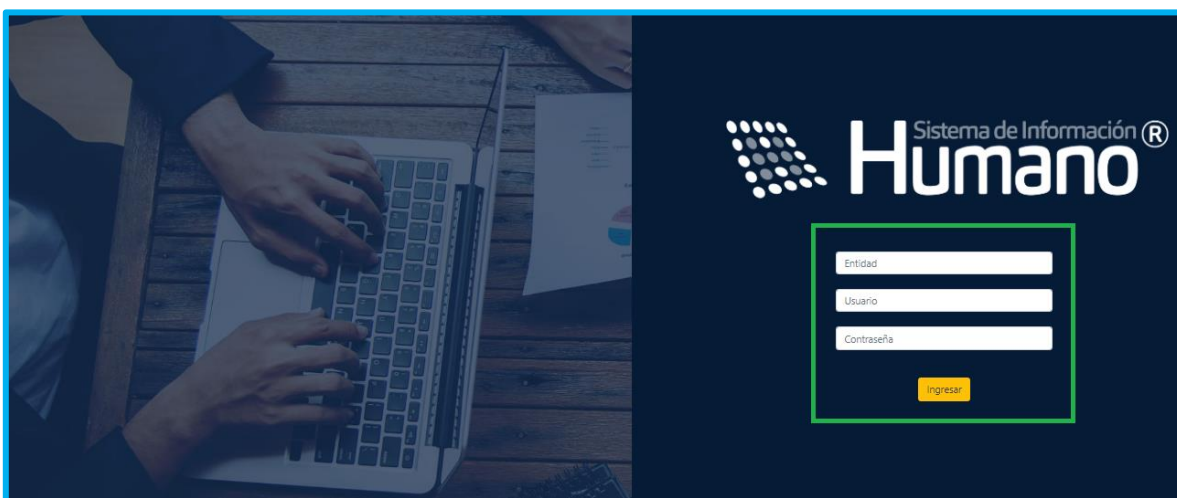 Sistema de Información ®
Humano
Entidad
Usuario
Contraseña
Ingresar